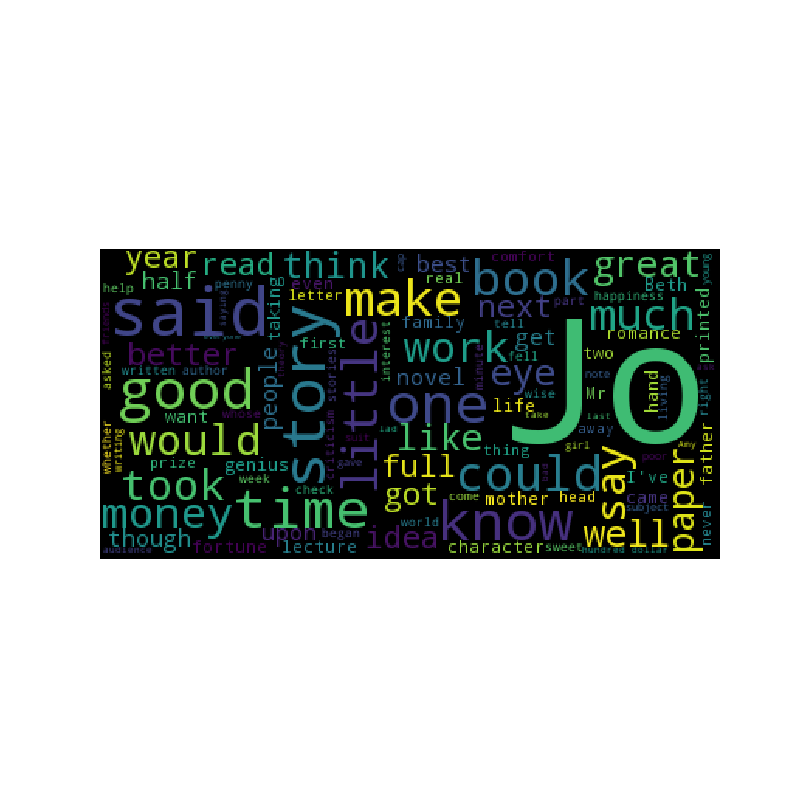 year
read
think
best
comfort
great
young
help
half
penny
taking
even
real
book
Beth
said
saying
letter
make
next
part
happiness
much
printed
story
little
first
family
tell
romance
better
people
interest
work
get
two
Jo
asked
written author
stories
fell
minute
eye
note
Mr
hand
living
right
good
whose
novel
wise
life
take
last
want
criticism
one
away
would
suit
like
thing
girl
whether
writing
prize
genius
gave
full
could
say
poor
Amy
father
took
week
check
got
come
mother
head
I've
came
paper
money
time
world
know
subject
never
though
fortune
upon
began
idea
well
audience
lecture
character
sweet
hundred dollar